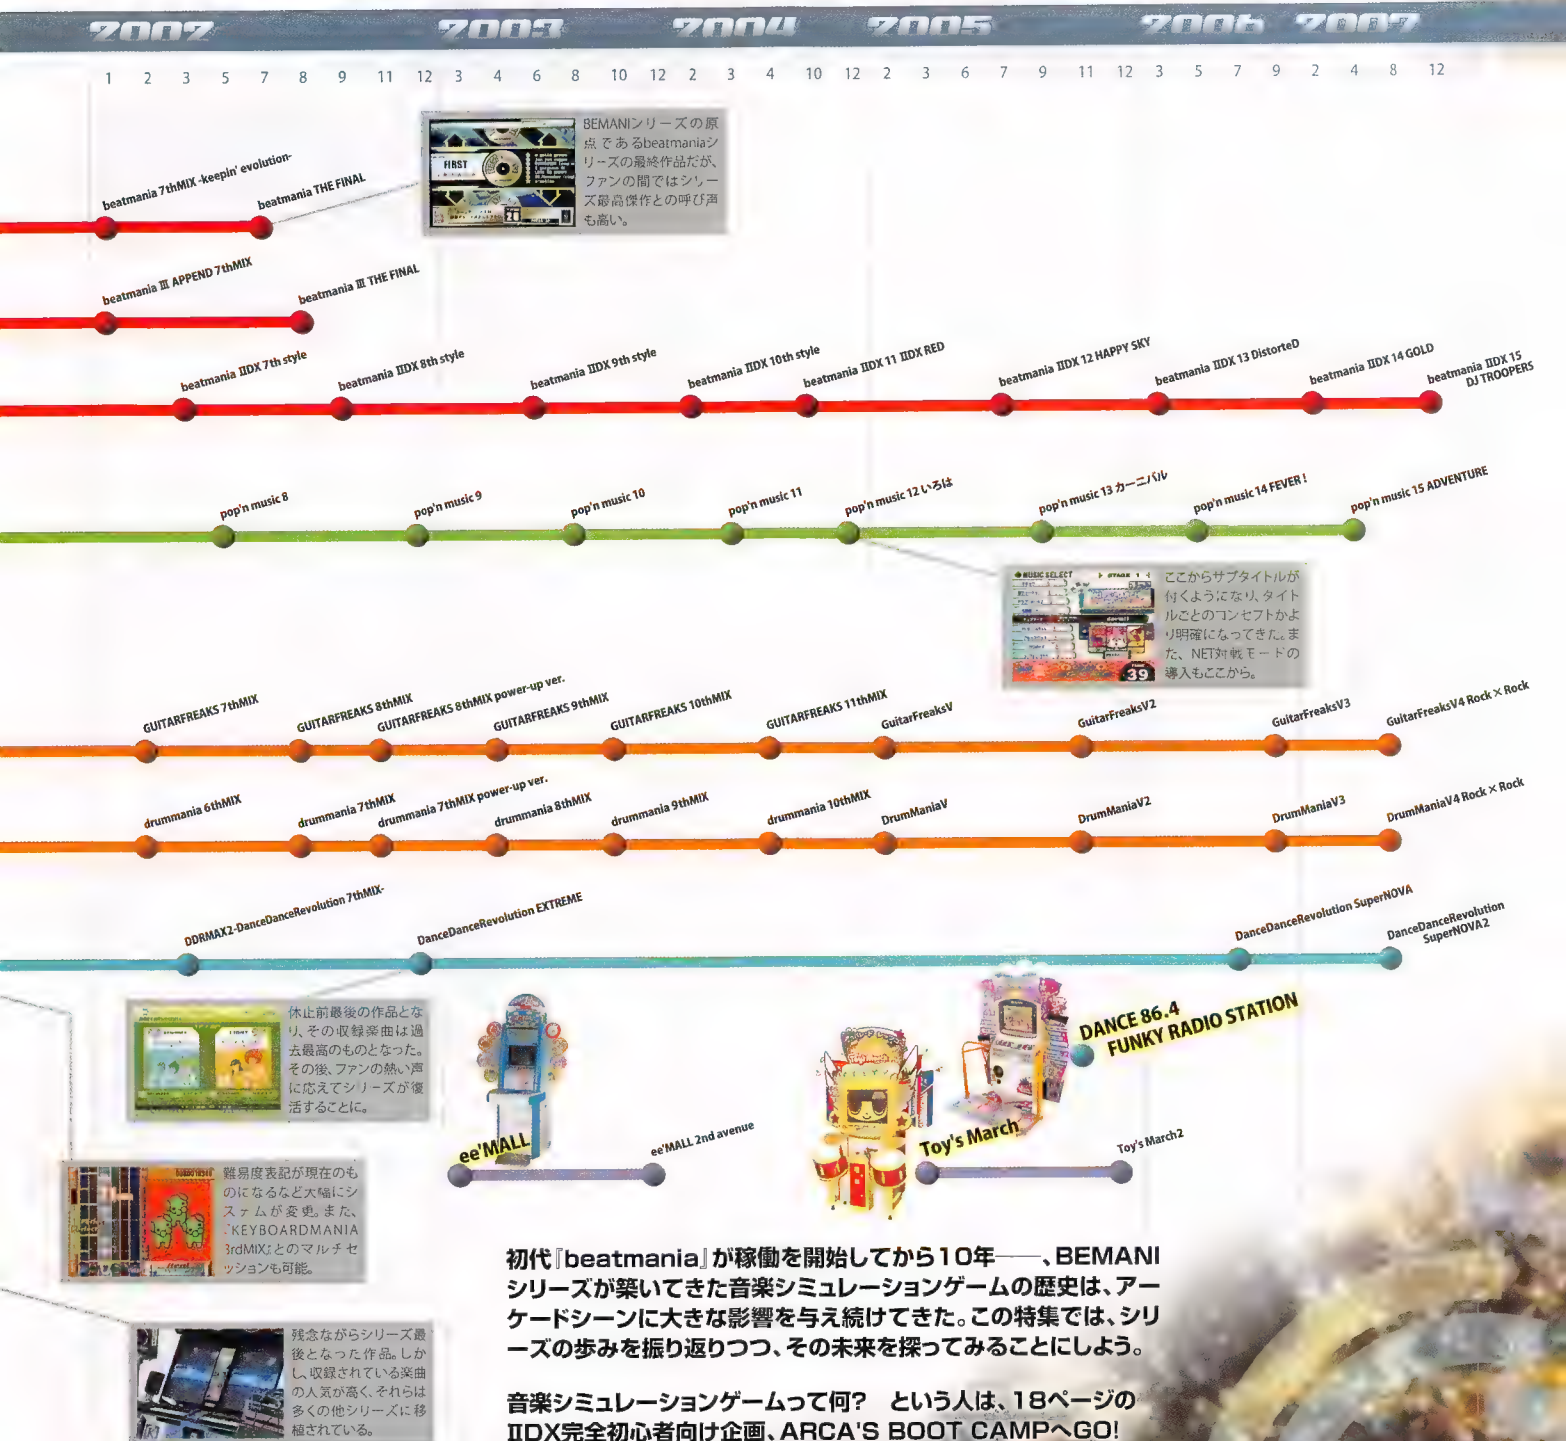 2002 2003 2004 2005 2006 2007
1 2 3 5 7 8 9 11 12 3 4 6 8 10 12 2 3 4 10 12 2 3 6 7 9 11 12 3 5 7 9 2 4 8 12
beatmania 7thMIX -keepin' evolution-
beatmania THE FINAL
FIRST
BEMANIシリーズの原
点であるbeatmaniaシ
リーズの最終作品だが、
ファンの間ではシリー
ズ最高傑作との呼び声
も高い。
beatmania III APPEND 7thMIX
beatmania III THE FINAL
beatmania IIDX 7th style
beatmania IIDX 8th style
beatmania IIDX 9th style
beatmania IIDX 10th style
beatmania IIDX 11 IIDX RED
beatmania IIDX 12 HAPPY SKY
beatmania IIDX 13 DistorteD
beatmania IIDX 14 GOLD
beatmania IIDX 15
DJ TROOPERS
pop'n music 8
pop'n music 9
pop'n music 10
pop'n music 11
pop'n music 12 いろは
pop'n music 13 カーニバル
pop'n music 14 FEVER !
pop'n music 15 ADVENTURE
MUSIC SELECT
STAGE 1
39
ここからサブタイトルが
付くようになり、タイト
ルごとのコンセプトがよ
り明確になってきた。ま
た、NET対戦モードの
導入もここから。
GUITARFREAKS 7thMIX
GUITARFREAKS 8thMIX
GUITARFREAKS 8thMIX power-up ver.
GUITARFREAKS 9thMIX
GUITARFREAKS 10thMIX
GUITARFREAKS 11thMIX
GuitarFreaksV
GuitarFreaksV2
GuitarFreaksV3
GuitarFreaksV4 Rock×Rock
drummania 6thMIX
drummania 7thMIX
drummania 7thMIX power-up ver.
drummania 8thMIX
drummania 9thMIX
drummania 10thMIX
DrumManiaV
DrumManiaV2
DrumManiaV3
DrumManiaV4 Rock×Rock
DDRMAX2-DanceDanceRevolution 7thMIX-
DanceDanceRevolution EXTREME
DanceDanceRevolution SuperNOVA
DanceDanceRevolution
SuperNOVA2
休止前最後の作品とな
り、その収録楽曲は過
去最高のものとなった。
その後、ファンの熱い声
に応えてシリーズが復
活することに。
ee'MALL
ee'MALL 2nd avenue
DANCE 86.4
FUNKY RADIO STATION
Toy's March
Toy's March2
難易度表記が現在のも
のになるなど大幅にシ
ステムが変更。また、
『KEYBOARDMANIA
3rdMIX』とのマルチセ
ッションも可能。
残念ながらシリーズ最
後となった作品。しか
し、収録されている楽曲
の人気が高く、それらは
多くの他シリーズに移
植されている。
初代『beatmania』が稼働を開始してから10年――、BEMANI
シリーズが築いてきた音楽シミュレーションゲームの歴史は、アー
ケードシーンに大きな影響を与え続けてきた。この特集では、シリ
ーズの歩みを振り返りつつ、その未来を探ってみることにしよう。
音楽シミュレーションゲームって何?　という人は、18ページの
IIDX完全初心者向け企画、ARCA'S BOOT CAMPへGO!